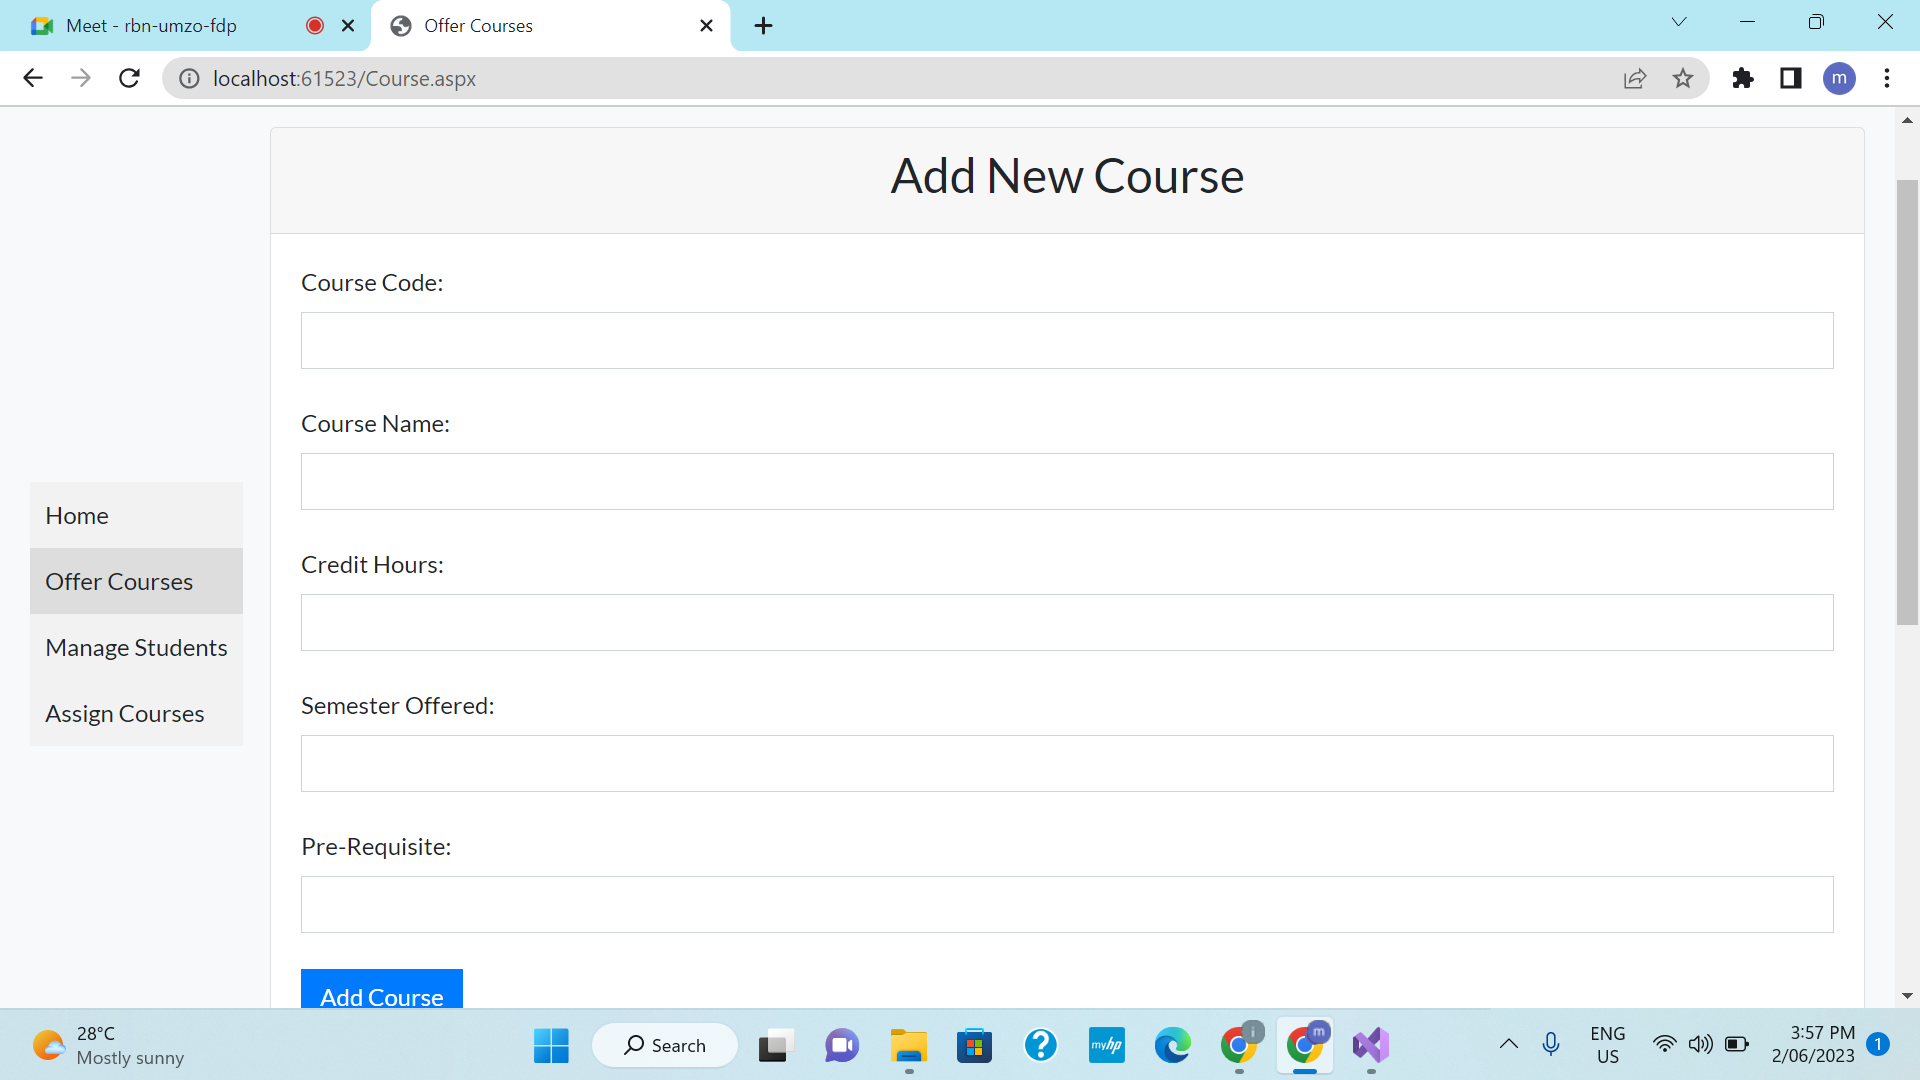 Meet - rbn-umzo-fdp
Offer Courses
localhost:61523/Course.aspx
m
Add New Course
Course Code:
Course Name:
Credit Hours:
Semester Offered:
Pre-Requisite:
Add Course
Home
Offer Courses
Manage Students
Assign Courses
28°C
Mostly sunny
Search
?
myhp
i
m
ENG
US
3:57 PM
2/06/2023
1